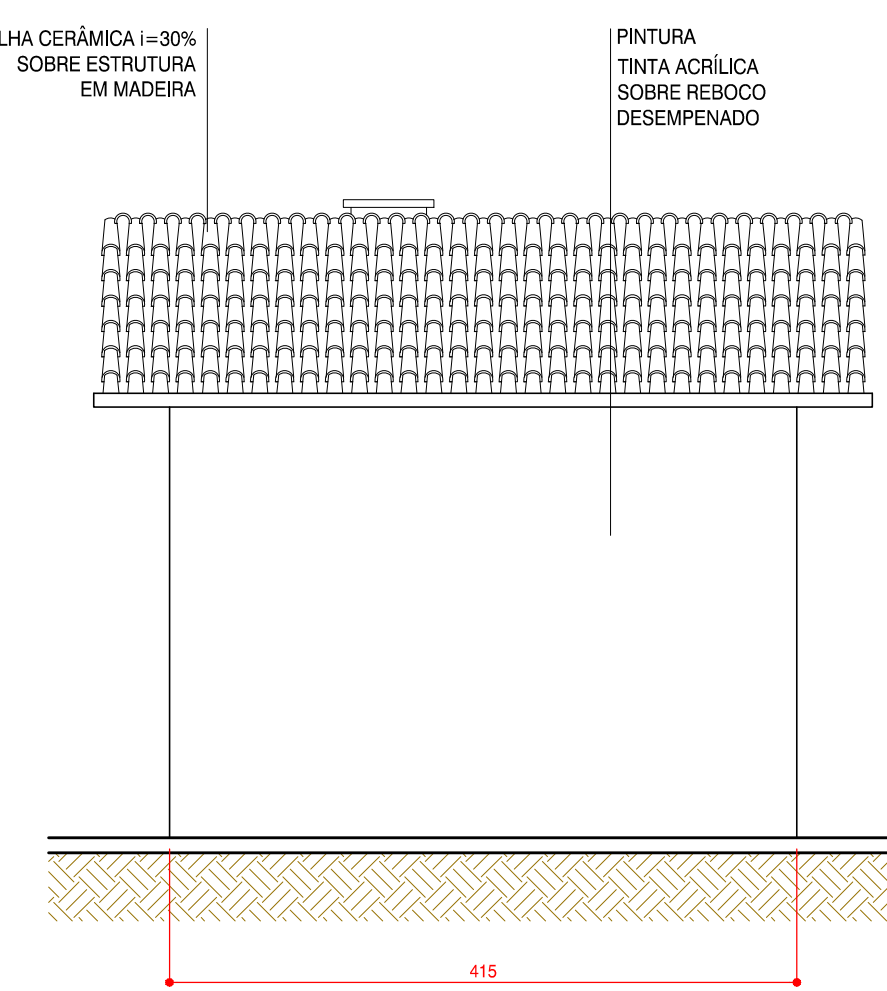 LHA CERÂMICA i=30%
SOBRE ESTRUTURA
EM MADEIRA
PINTURA
TINTA ACRÍLICA
SOBRE REBOCO
DESEMPENADO
415